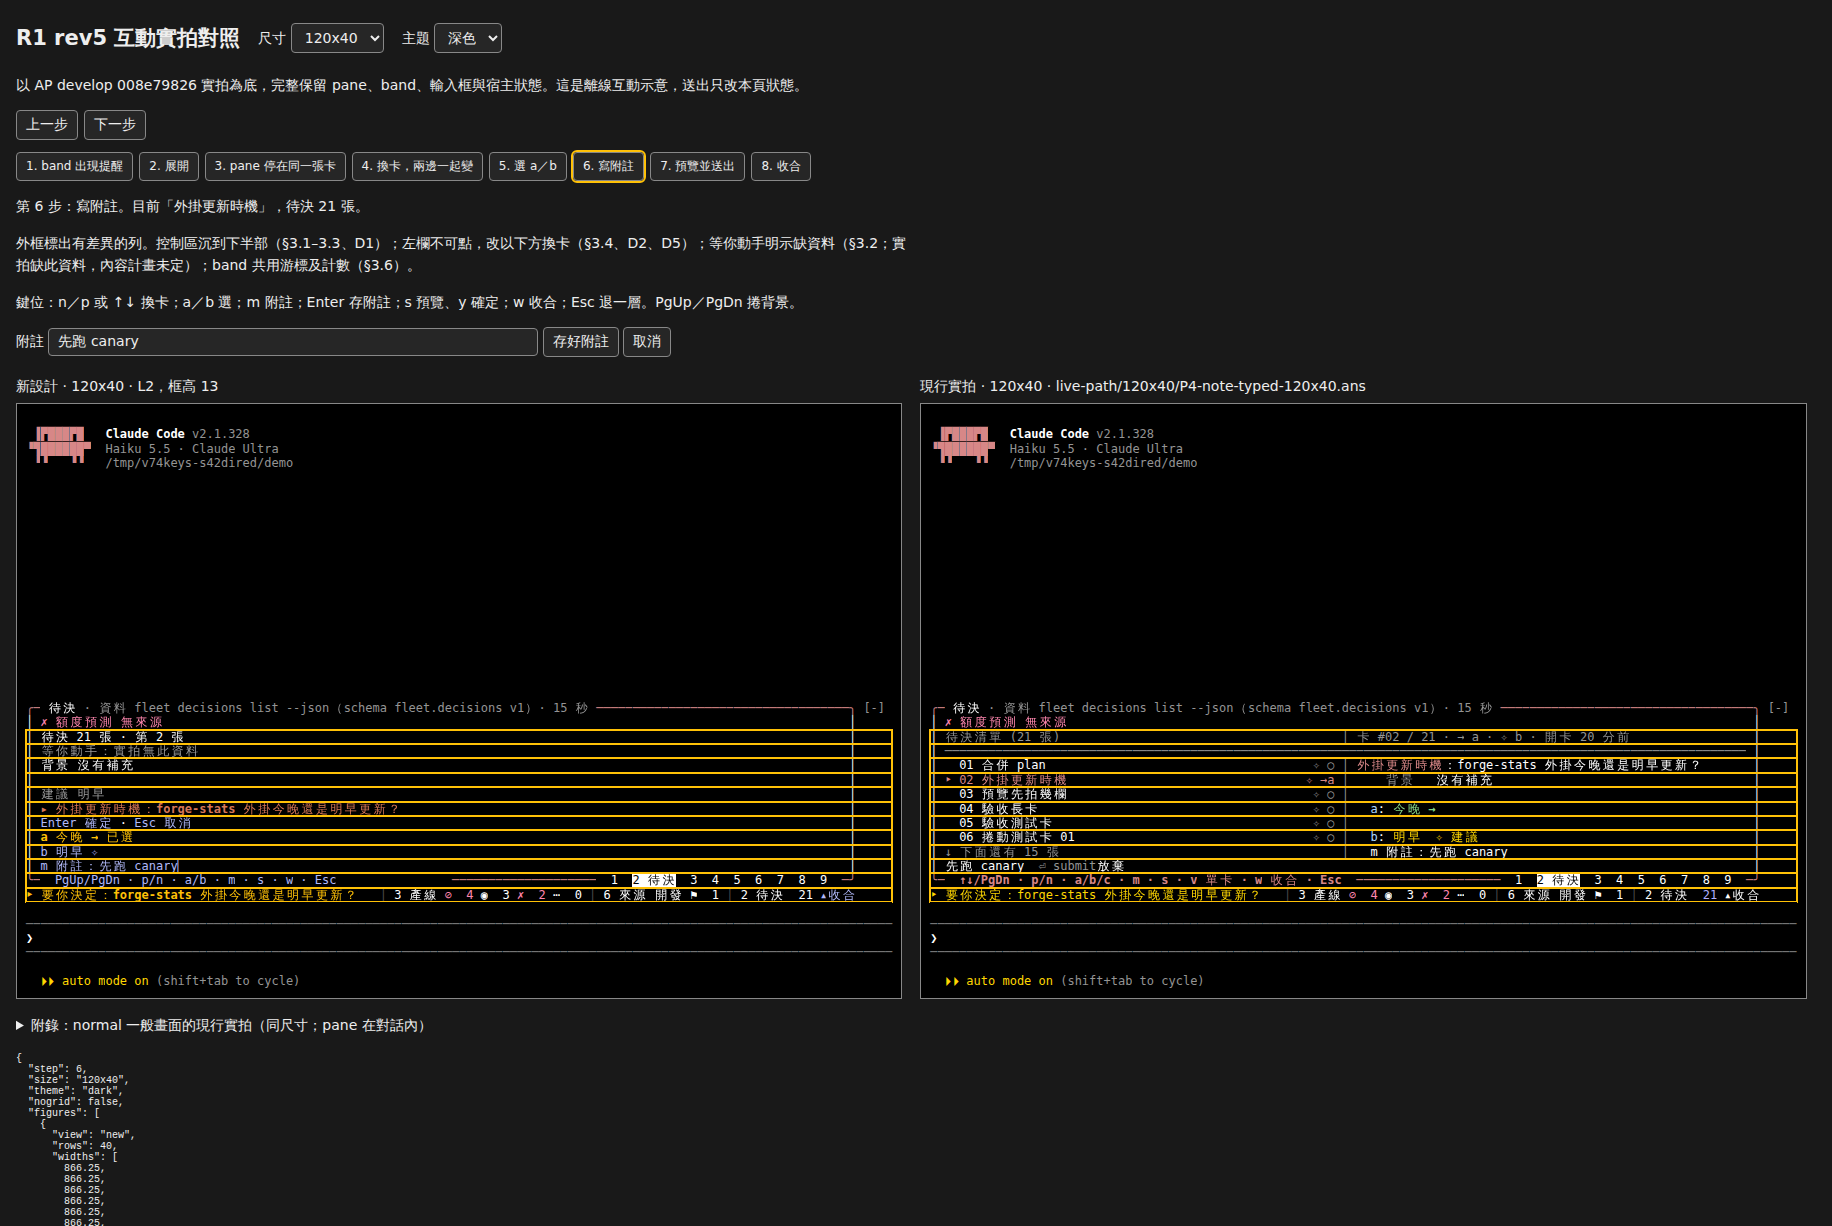 R1 rev5 互動實拍對照 尺寸 120x40 主題 深色
以 AP develop 008e79826 實拍為底，完整保留 pane、band、輸入框與宿主狀態。這是離線互動示意，送出只改本頁狀態。
上一步 下一步
1. band 出現提醒 2. 展開 3. pane 停在同一張卡 4. 換卡，兩邊一起變 5. 選 a／b 6. 寫附註 7. 預覽並送出 8. 收合
第 6 步：寫附註。目前「外掛更新時機」，待決 21 張。
外框標出有差異的列。控制區沉到下半部（§3.1–3.3、D1）；左欄不可點，改以下方換卡（§3.4、D2、D5）；等你動手明示缺資料（§3.2；實
拍缺此資料，內容計畫未定）；band 共用游標及計數（§3.6）。
鍵位：n／p 或 ↑↓ 換卡；a／b 選；m 附註；Enter 存附註；s 預覽、y 確定；w 收合；Esc 退一層。PgUp／PgDn 捲背景。
附註 先跑 canary 存好附註 取消
新設計 · 120x40 · L2，框高 13
Claude Code v2.1.328
Haiku 5.5 · Claude Ultra
/tmp/v74keys-s42dired/demo
待決 · 資料 fleet decisions list --json（schema fleet.decisions v1）· 15 秒 [-]
✗ 額度預測 無來源
待決 21 張 · 第 2 張
等你動手：實拍無此資料
背景 沒有補充
建議 明早
▸ 外掛更新時機：forge-stats 外掛今晚還是明早更新？
Enter 確定 · Esc 取消
a 今晚 → 已選
b 明早 ✧
m 附註：先跑 canary
PgUp/PgDn · p/n · a/b · m · s · w · Esc 1 2 待決 3 4 5 6 7 8 9
▸ 要你決定：forge-stats 外掛今晚還是明早更新？ │ 3 產線 ⊘ 4 ◉ 3 ✗ 2 ⋯ 0 │ 6 來源 開發 ⚑ 1 │ 2 待決 21 ▴收合
❯
⏵⏵ auto mode on (shift+tab to cycle)
現行實拍 · 120x40 · live-path/120x40/P4-note-typed-120x40.ans
Claude Code v2.1.328
Haiku 5.5 · Claude Ultra
/tmp/v74keys-s42dired/demo
待決 · 資料 fleet decisions list --json（schema fleet.decisions v1）· 15 秒 [-]
✗ 額度預測 無來源
待決清單 (21 張) │ 卡 #02 / 21 · → a · ✧ b · 開卡 20 分前
01 合併 plan ✧ ○ │ 外掛更新時機：forge-stats 外掛今晚還是明早更新？
▸ 02 外掛更新時機 ✧ →a │ 背景 沒有補充
03 預覽先拍幾欄 ✧ ○ │
04 驗收長卡 ✧ ○ │ a: 今晚 →
05 驗收測試卡 ✧ ○ │
06 捲動測試卡 01 ✧ ○ │ b: 明早 ✧ 建議
↓ 下面還有 15 張 │ m 附註：先跑 canary
先跑 canary ⏎ submit放棄
↑↓/PgDn · p/n · a/b/c · m · s · v 單卡 · w 收合 · Esc 1 2 待決 3 4 5 6 7 8 9
▸ 要你決定：forge-stats 外掛今晚還是明早更新？ │ 3 產線 ⊘ 4 ◉ 3 ✗ 2 ⋯ 0 │ 6 來源 開發 ⚑ 1 │ 2 待決 21 ▴收合
❯
⏵⏵ auto mode on (shift+tab to cycle)
▶ 附錄：normal 一般畫面的現行實拍（同尺寸；pane 在對話內）
{
"step": 6,
"size": "120x40",
"theme": "dark",
"nogrid": false,
"figures": [
{
"view": "new",
"rows": 40,
"widths": [
866.25,
866.25,
866.25,
866.25,
866.25,
866.25,